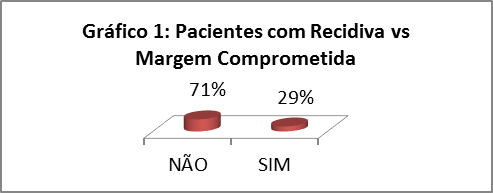 Gráfico 1: Pacientes com Recidiva vs
Margem Comprometida
71%
29%
NÃO
SIM